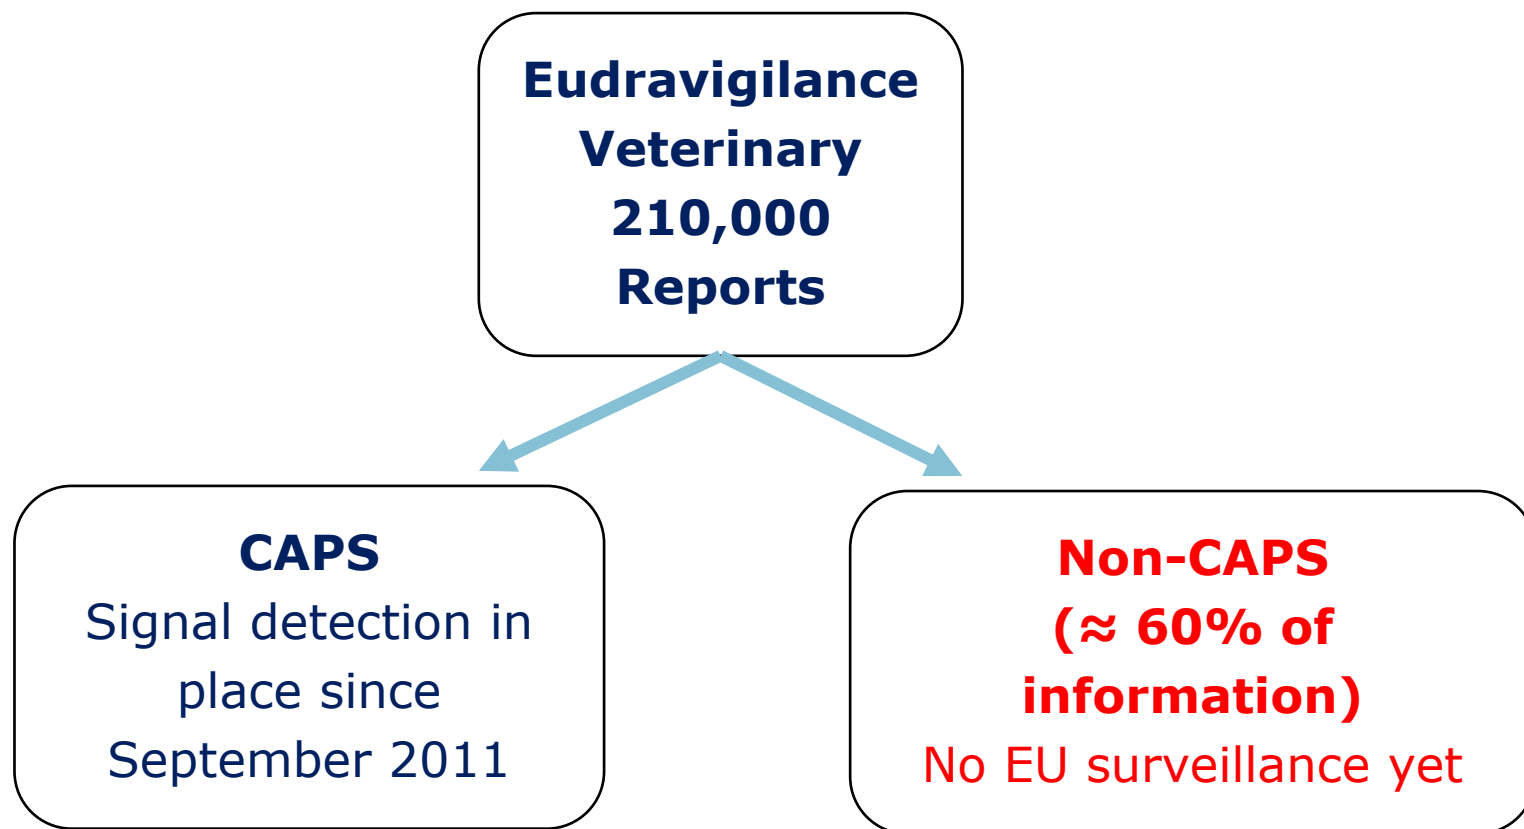 Eudravigilance
Veterinary
210,000
Reports
CAPS
Signal detection in
place since
September 2011
Non-CAPS
(≈ 60% of
information)
No EU surveillance yet